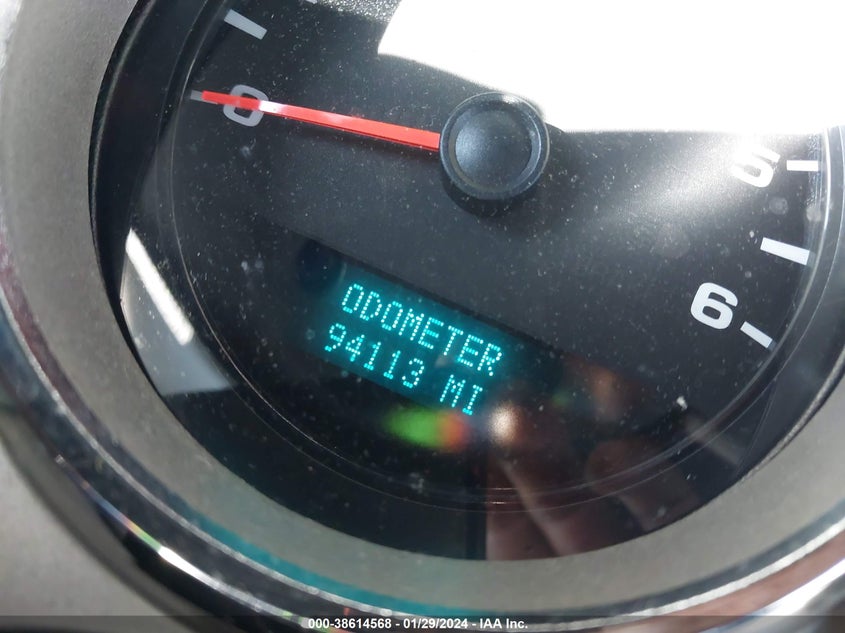 0
5
6
ODOMETER
94113 MI
000-38614568 - 01/29/2024 - IAA Inc.